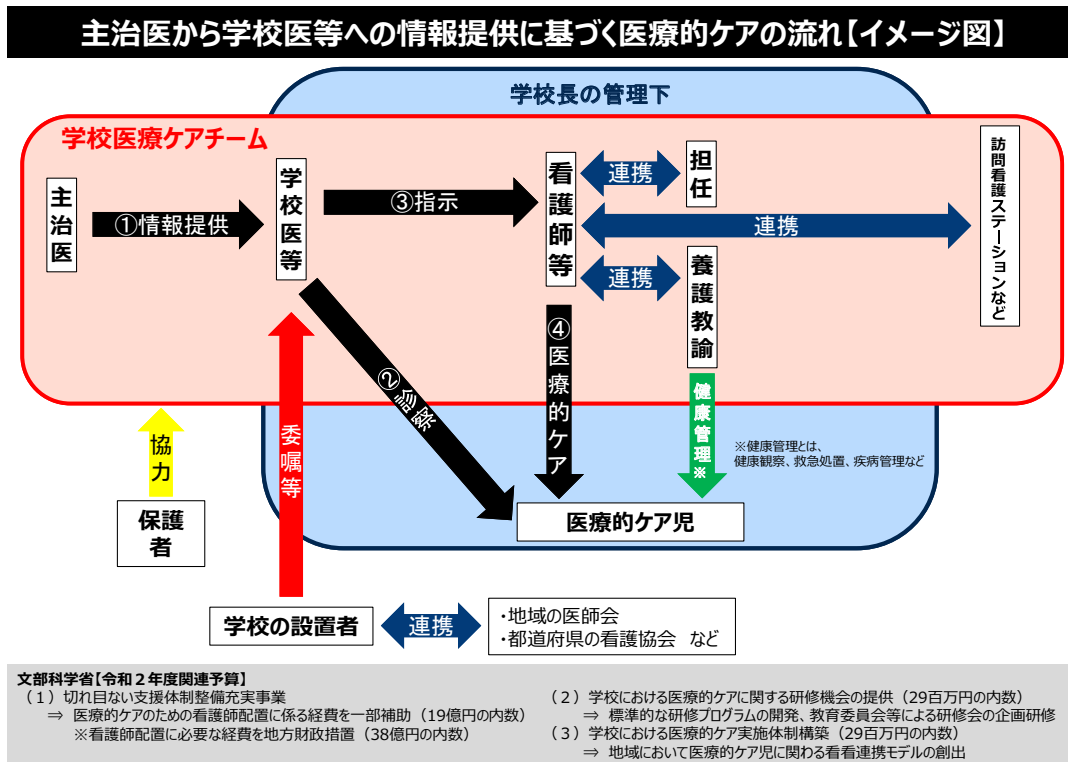 主治医から学校医等への情報提供に基づく医療的ケアの流れ【イメージ図】
学校長の管理下
学校医療ケアチーム
主治医
①情報提供
学校医等
③指示
看護師等
連携
担任
連携
連携
養護教諭
訪問看護ステーションなど
②診察
④医療的ケア
健康管理※
※健康管理とは、
健康観察、救急処置、疾病管理など
協力
保護者
委嘱等
医療的ケア児
学校の設置者
連携
・地域の医師会
・都道府県の看護協会 など
文部科学省【令和２年度関連予算】
（１）切れ目ない支援体制整備充実事業
⇒ 医療的ケアのための看護師配置に係る経費を一部補助（19億円の内数）
※看護師配置に必要な経費を地方財政措置（38億円の内数）
（２）学校における医療的ケアに関する研修機会の提供（29百万円の内数）
⇒ 標準的な研修プログラムの開発、教育委員会等による研修会の企画研修
（３）学校における医療的ケア実施体制構築（29百万円の内数）
⇒ 地域において医療的ケア児に関わる看看連携モデルの創出